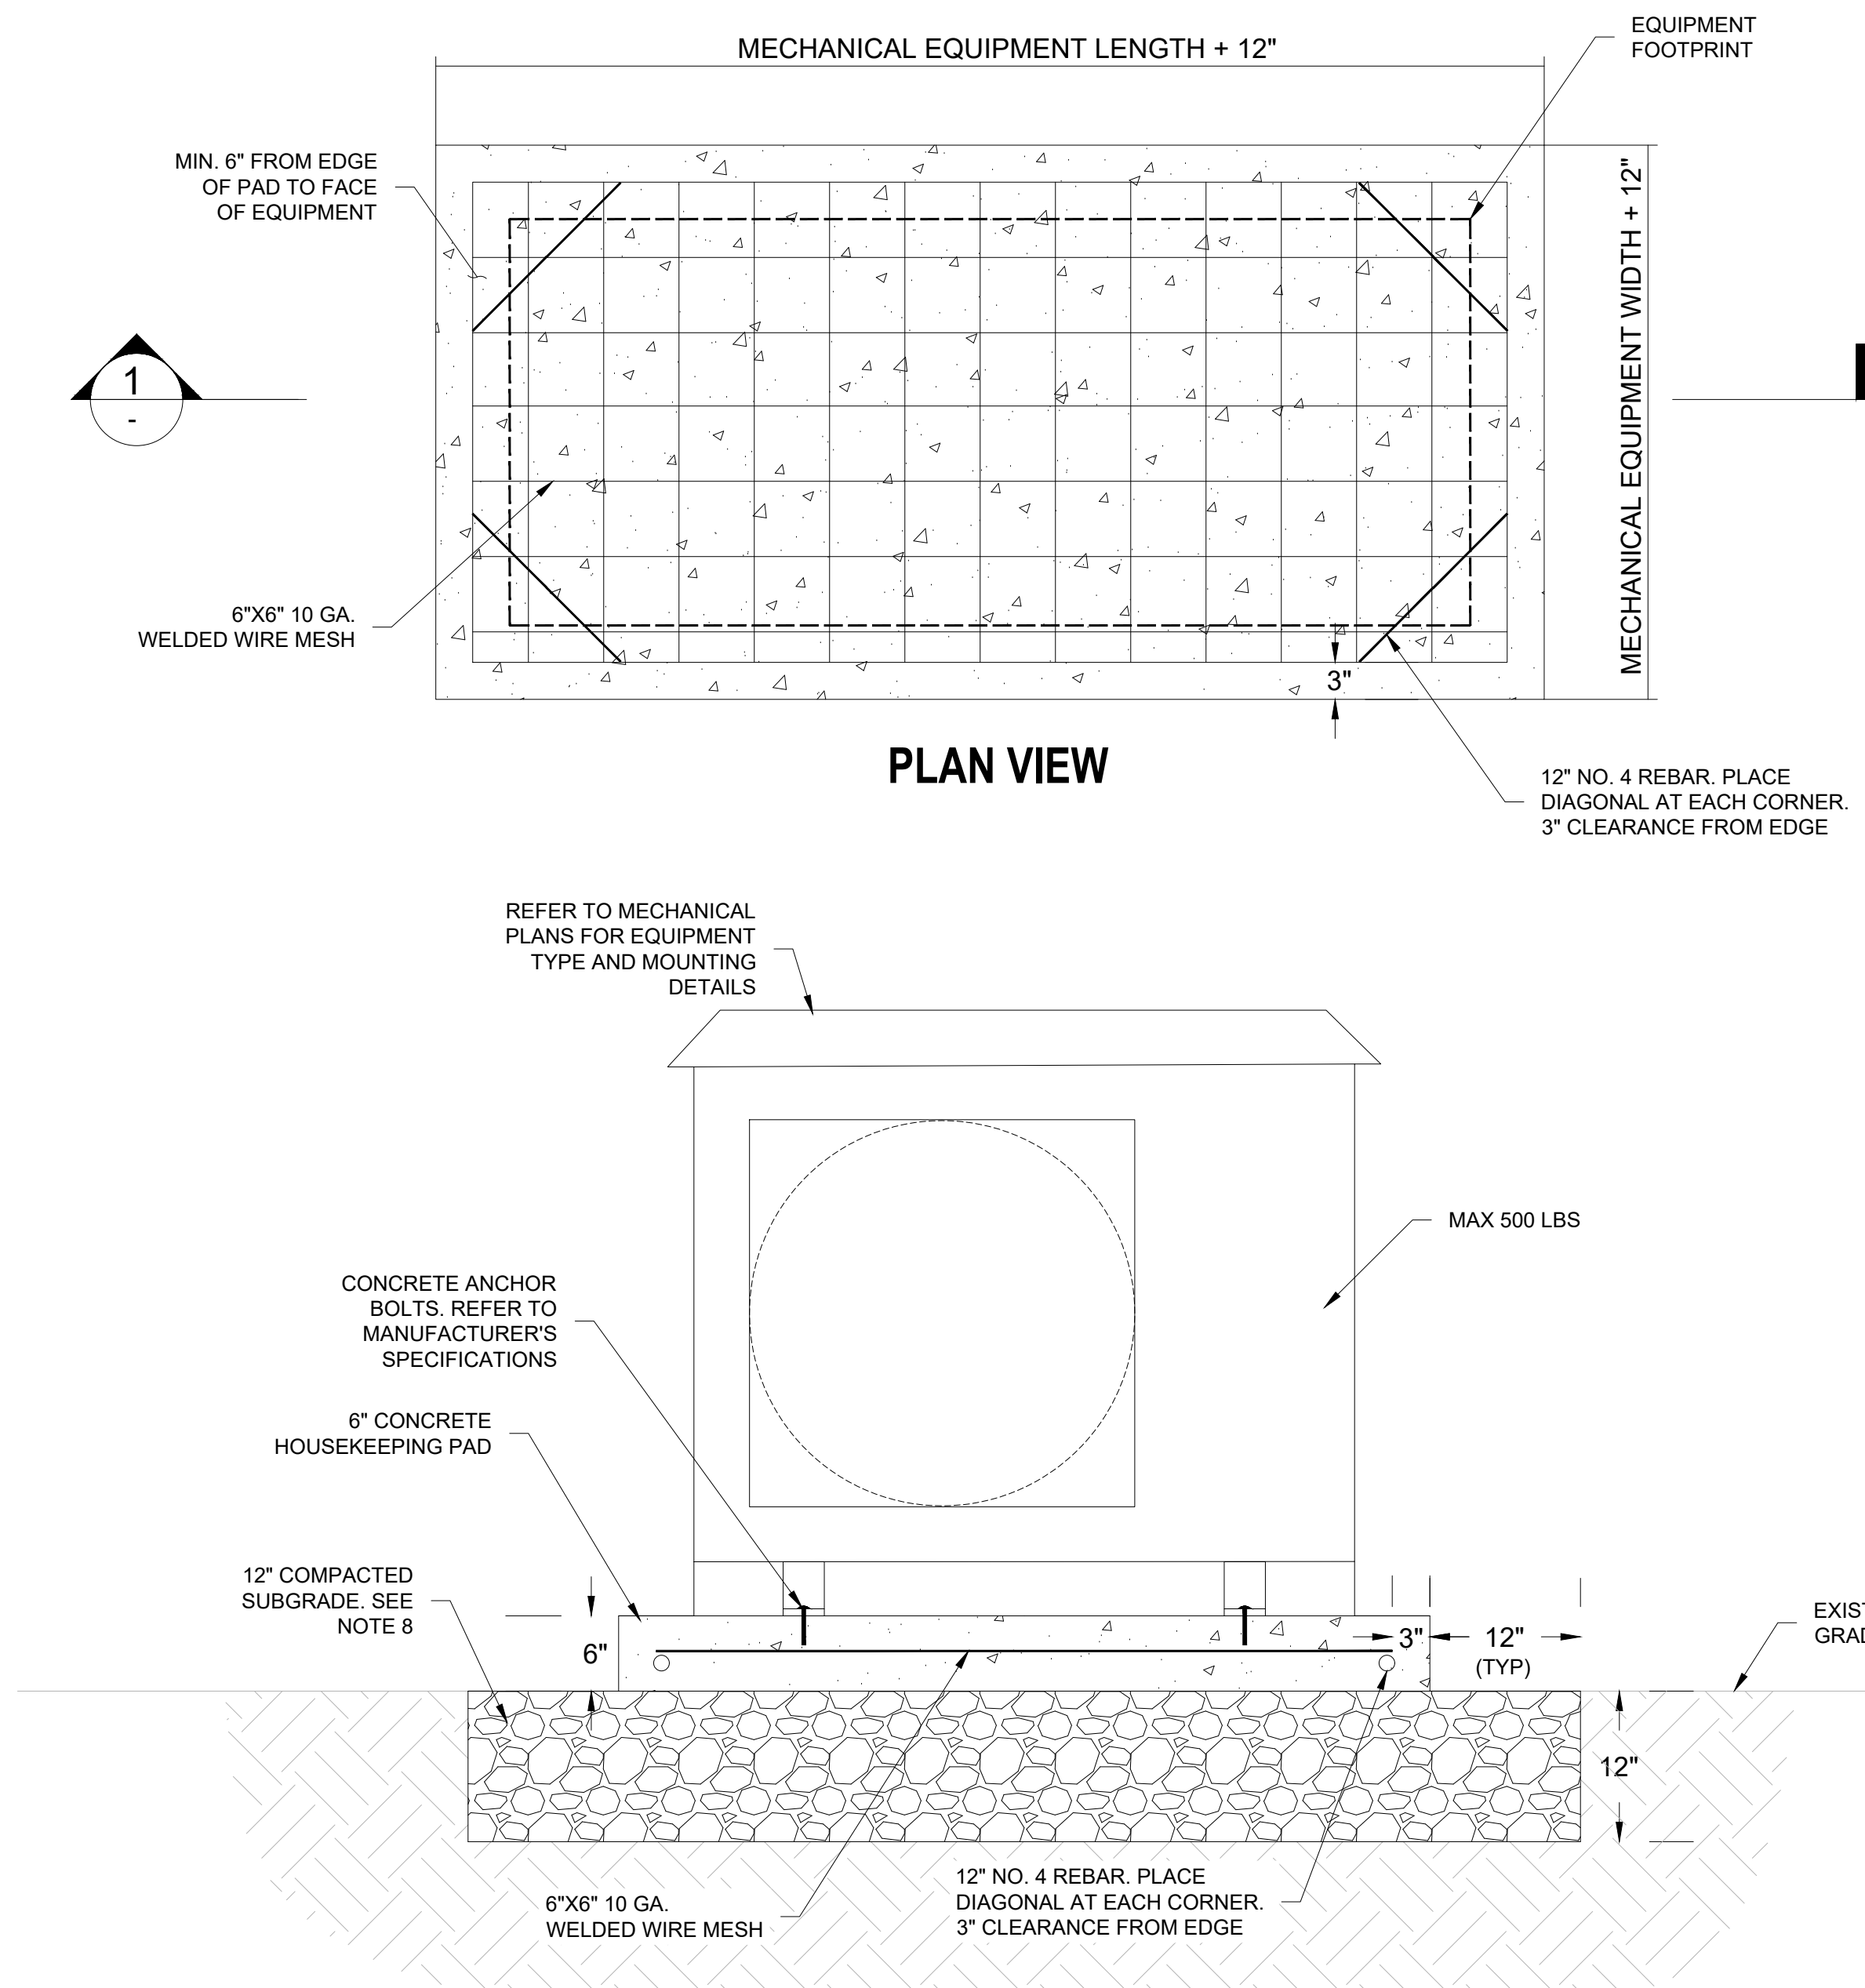 MECHANICAL EQUIPMENT LENGTH + 12"
EQUIPMENT
FOOTPRINT
MIN. 6" FROM EDGE
OF PAD TO FACE
OF EQUIPMENT
MECHANICAL EQUIPMENT WIDTH + 12"
1
-
6"X6" 10 GA.
WELDED WIRE MESH
3"
PLAN VIEW
12" NO. 4 REBAR. PLACE
DIAGONAL AT EACH CORNER.
3" CLEARANCE FROM EDGE
REFER TO MECHANICAL
PLANS FOR EQUIPMENT
TYPE AND MOUNTING
DETAILS
MAX 500 LBS
CONCRETE ANCHOR
BOLTS. REFER TO
MANUFACTURER'S
SPECIFICATIONS
6" CONCRETE
HOUSEKEEPING PAD
12" COMPACTED
SUBGRADE. SEE
NOTE 8
6"
3"
12"
(TYP)
EXIST
GRAD
12"
6"X6" 10 GA.
WELDED WIRE MESH
12" NO. 4 REBAR. PLACE
DIAGONAL AT EACH CORNER.
3" CLEARANCE FROM EDGE